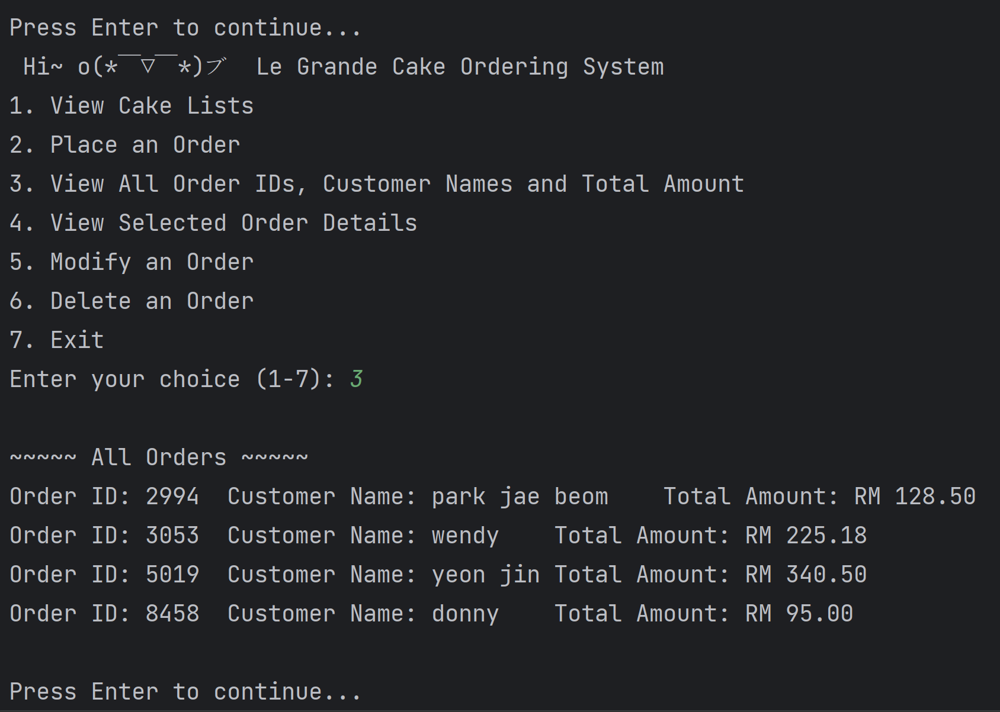 Press Enter to continue...
 Hi~ o(*￣▽￣*)ブ  Le Grande Cake Ordering System
1. View Cake Lists
2. Place an Order
3. View All Order IDs, Customer Names and Total Amount
4. View Selected Order Details
5. Modify an Order
6. Delete an Order
7. Exit
Enter your choice (1-7): 3
~~~~~ All Orders ~~~~~
Order ID: 2994  Customer Name: park jae beom    Total Amount: RM 128.50
Order ID: 3053  Customer Name: wendy    Total Amount: RM 225.18
Order ID: 5019  Customer Name: yeon jin Total Amount: RM 340.50
Order ID: 8458  Customer Name: donny    Total Amount: RM 95.00
Press Enter to continue...